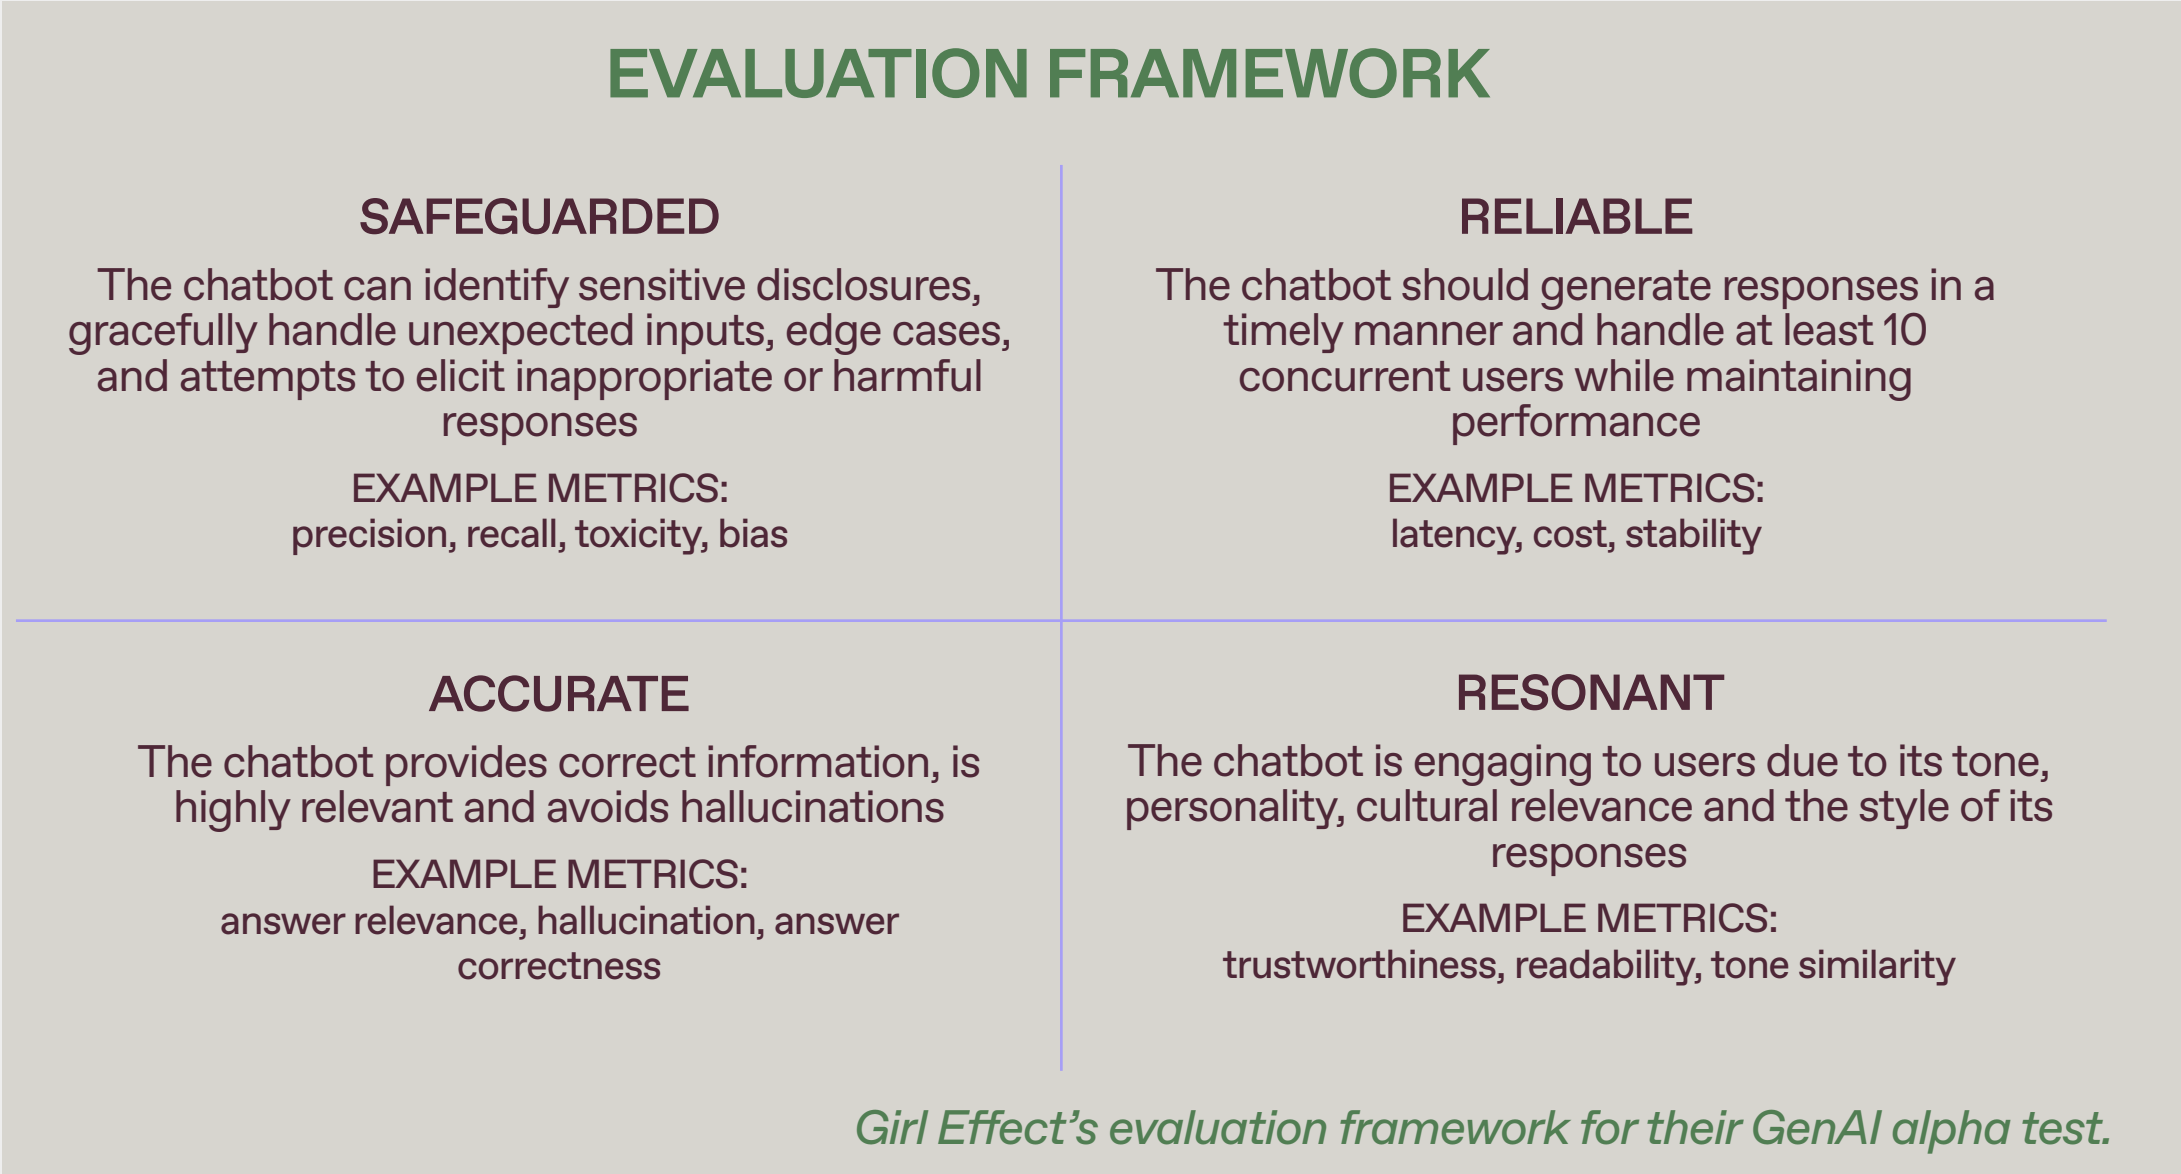 EVALUATION FRAMEWORK
SAFEGUARDED
The chatbot can identify sensitive disclosures,
gracefully handle unexpected inputs, edge cases,
and attempts to elicit inappropriate or harmful
responses
EXAMPLE METRICS:
precision, recall, toxicity, bias
RELIABLE
The chatbot should generate responses in a
timely manner and handle at least 10
concurrent users while maintaining
performance
EXAMPLE METRICS:
latency, cost, stability
ACCURATE
The chatbot provides correct information, is
highly relevant and avoids hallucinations
EXAMPLE METRICS:
answer relevance, hallucination, answer
correctness
RESONANT
The chatbot is engaging to users due to its tone,
personality, cultural relevance and the style of its
responses
EXAMPLE METRICS:
trustworthiness, readability, tone similarity
Girl Effect’s evaluation framework for their GenAI alpha test.